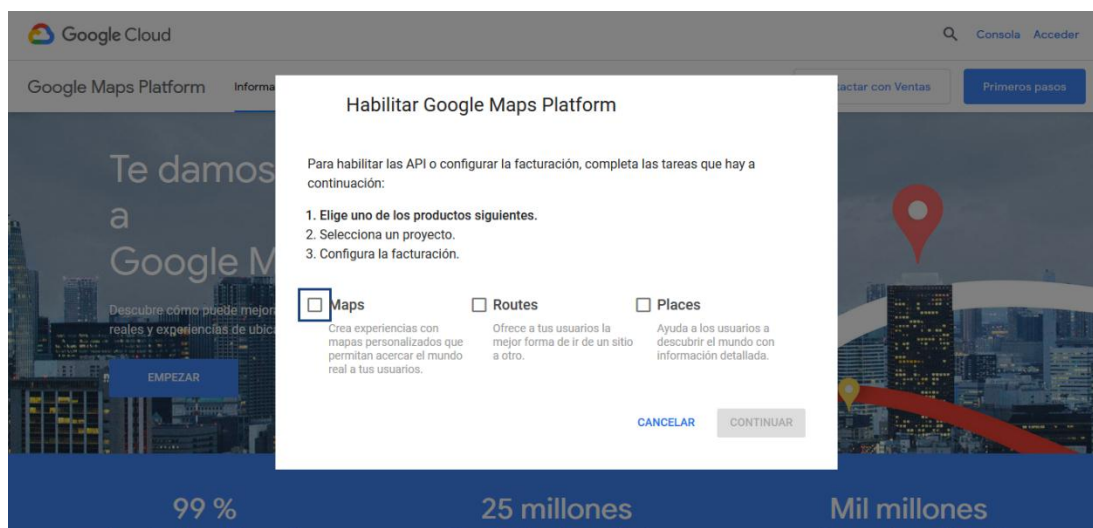 Google Cloud
Consola Acceder
Google Maps Platform
Informa
tactar con Ventas
Primeros pasos
Te damos
a
Google M
Descubre cómo puede mejor
reales y experiencias de ubica
EMPEZAR
Habilitar Google Maps Platform
Para habilitar las API o configurar la facturación, completa las tareas que hay a
continuación:
1. Elige uno de los productos siguientes.
2. Selecciona un proyecto.
3. Configura la facturación.
Maps
Crea experiencias con
mapas personalizados que
permitan acercar el mundo
real a tus usuarios.
Routes
Ofrece a tus usuarios la
mejor forma de ir de un sitio
a otro.
Places
Ayuda a los usuarios a
descubrir el mundo con
información detallada.
CANCELAR
CONTINUAR
99 %
25 millones
Mil millones